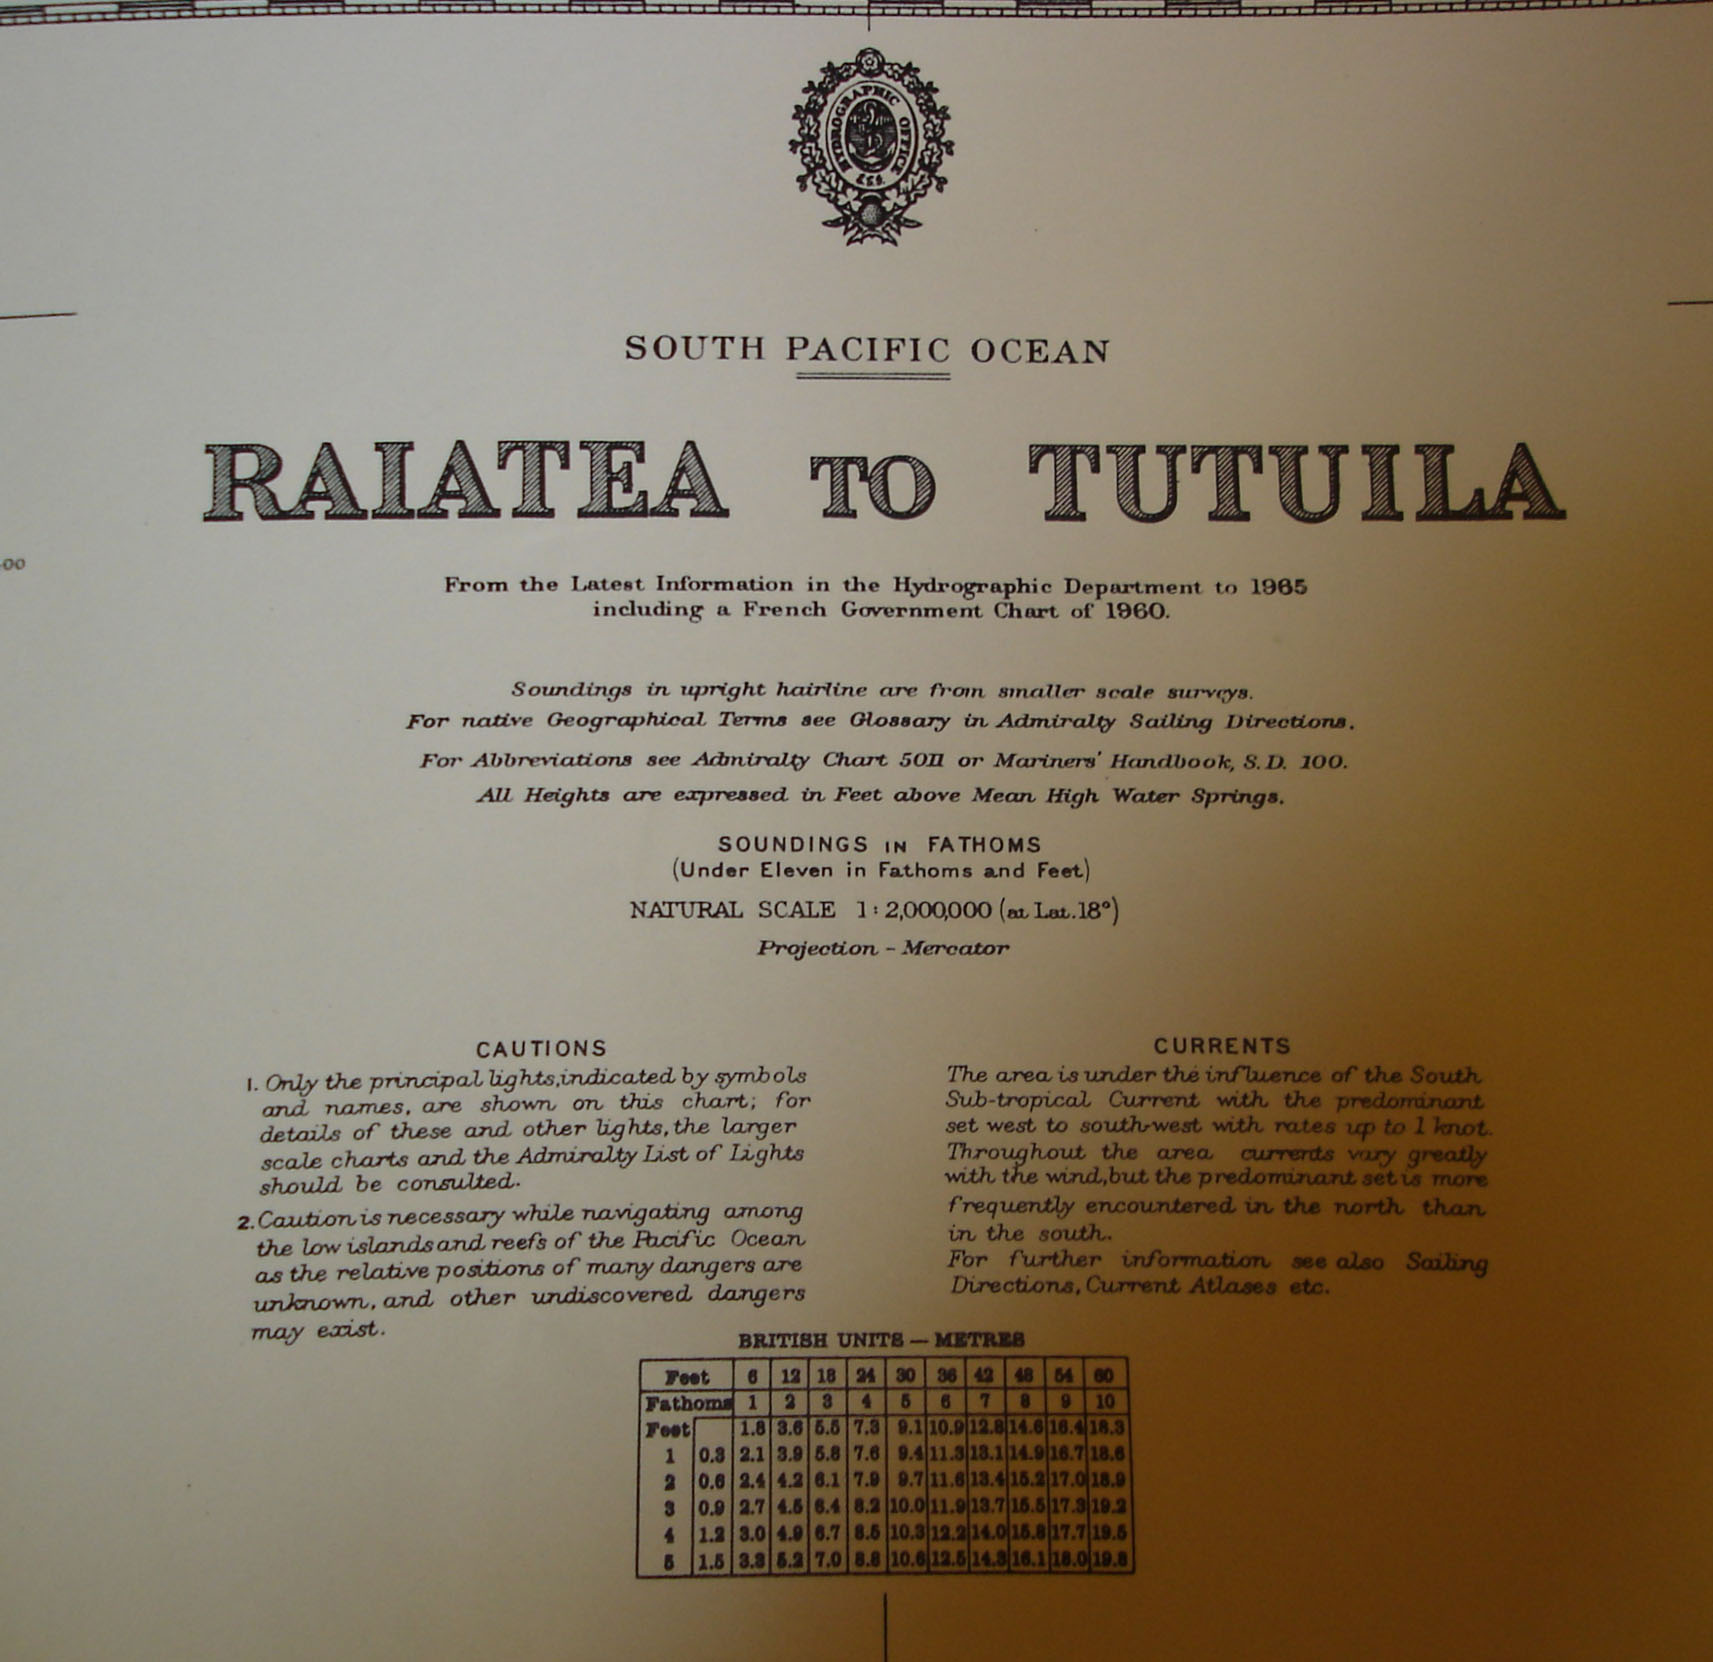 HYDROGRAPHIC OFFICE
SOUTH PACIFIC OCEAN
RAIATEA TO TUTUILA
00
From the Latest Information in the Hydrographic Department to 1965
including a French Government Chart of 1960.
Soundings in upright hairline are from smaller scale surveys.
For native Geographical Terms see Glossary in Admiralty Sailing Directions.
For Abbreviations see Admiralty Chart 5011 or Mariners' Handbook, S.D. 100.
All Heights are expressed in Feet above Mean High Water Springs.
SOUNDINGS IN FATHOMS
(Under Eleven in Fathoms and Feet)
NATURAL SCALE 1:2,000,000 (at Lat.18°)
Projection - Mercator
CAUTIONS
1. Only the principal lights, indicated by symbols
and names, are shown on this chart; for
details of these and other lights, the larger
scale charts and the Admiralty List of Lights
should be consulted.
2. Caution is necessary while navigating among
the low islands and reefs of the Pacific Ocean
as the relative positions of many dangers are
unknown, and other undiscovered dangers
may exist.
CURRENTS
The area is under the influence of the South
Sub-tropical Current with the predominant
set west to south-west with rates up to 1 knot.
Throughout the area currents vary greatly
with the wind, but the predominant set is more
frequently encountered in the north than
in the south.
For further information see also Sailing
Directions, Current Atlases etc.
BRITISH UNITS — METRES
Feet 6 12 18 24 30 36 42 48 54 60
Fathoms 1 2 3 4 5 6 7 8 9 10
Feet 1.8 3.6 5.5 7.3 9.1 10.9 12.8 14.6 16.4 18.3
1 0.3 2.1 3.9 5.8 7.6 9.4 11.3 13.1 14.9 16.7 18.6
2 0.6 2.4 4.2 6.1 7.9 9.7 11.6 13.4 15.2 17.0 18.9
3 0.9 2.7 4.5 6.4 8.2 10.0 11.9 13.7 15.5 17.3 19.2
4 1.2 3.0 4.9 6.7 8.5 10.3 12.2 14.0 15.8 17.7 19.5
5 1.5 3.3 5.2 7.0 8.8 10.6 12.5 14.3 16.1 18.0 19.8